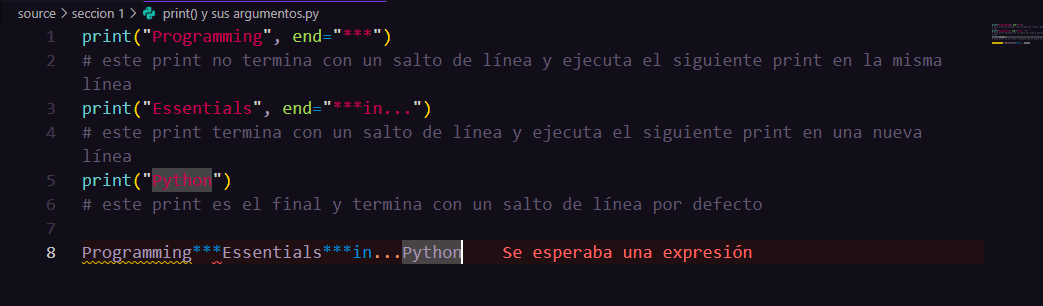 source > seccion 1 > print() y sus argumentos.py
1 print("Programming", end="***")
2 # este print no termina con un salto de línea y ejecuta el siguiente print en la misma
línea
3 print("Essentials", end="***in...")
4 # este print termina con un salto de línea y ejecuta el siguiente print en una nueva
línea
5 print("Python")
6 # este print es el final y termina con un salto de línea por defecto
7
8 Programming***Essentials***in...Python Se esperaba una expresión